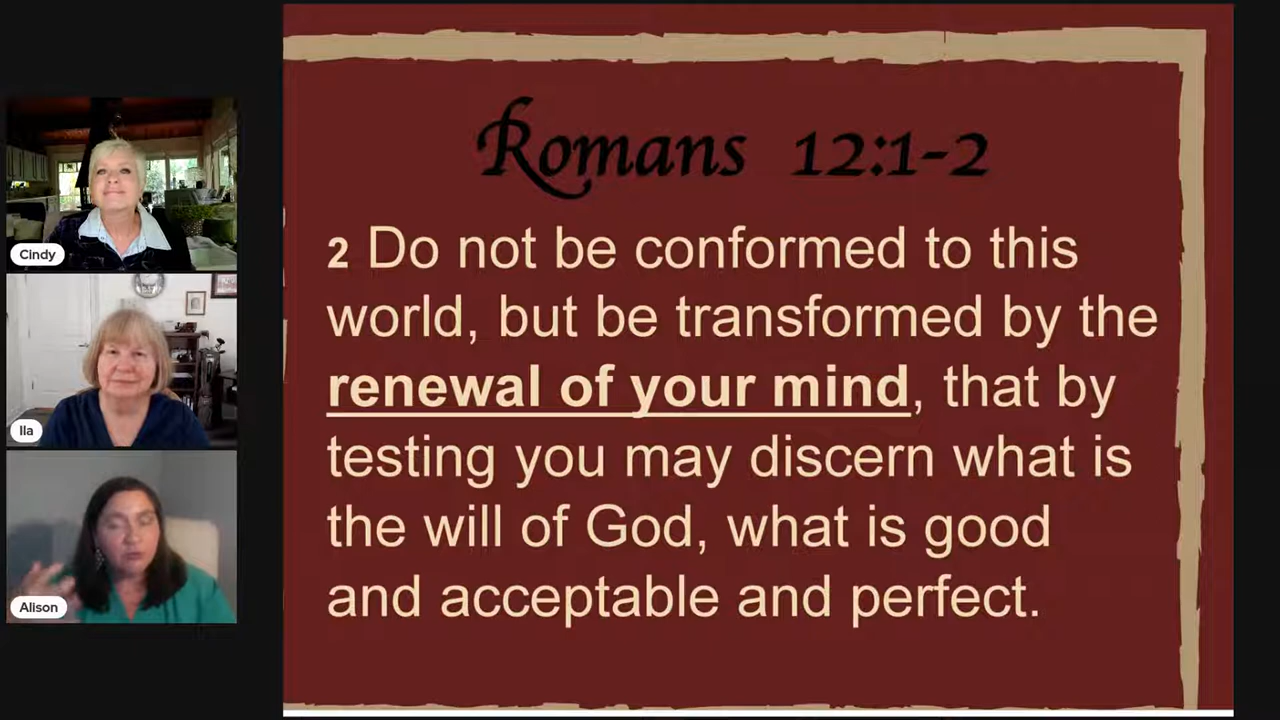 Romans 12:1-2
2 Do not be conformed to this
world, but be transformed by the
renewal of your mind, that by
testing you may discern what is
the will of God, what is good
and acceptable and perfect.
Cindy
Ila
Alison